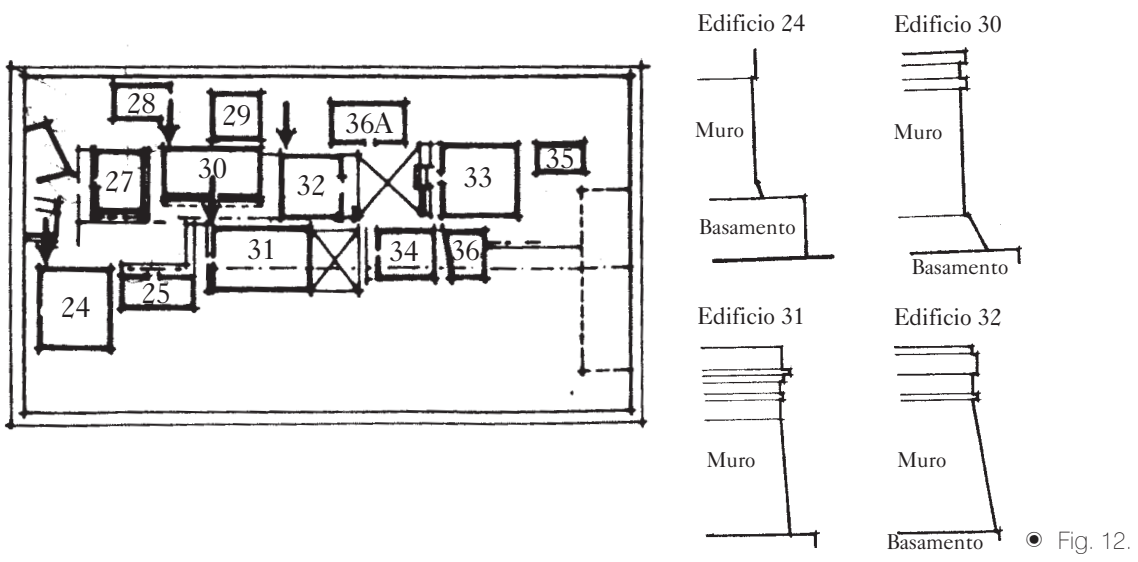 28
29
36A
27
30
32
33
35
31
34
36
24
25
Edificio 24
Muro
Basamento
Edificio 30
Muro
Basamento
Edificio 31
Muro
Edificio 32
Muro
Basamento
Fig. 12.